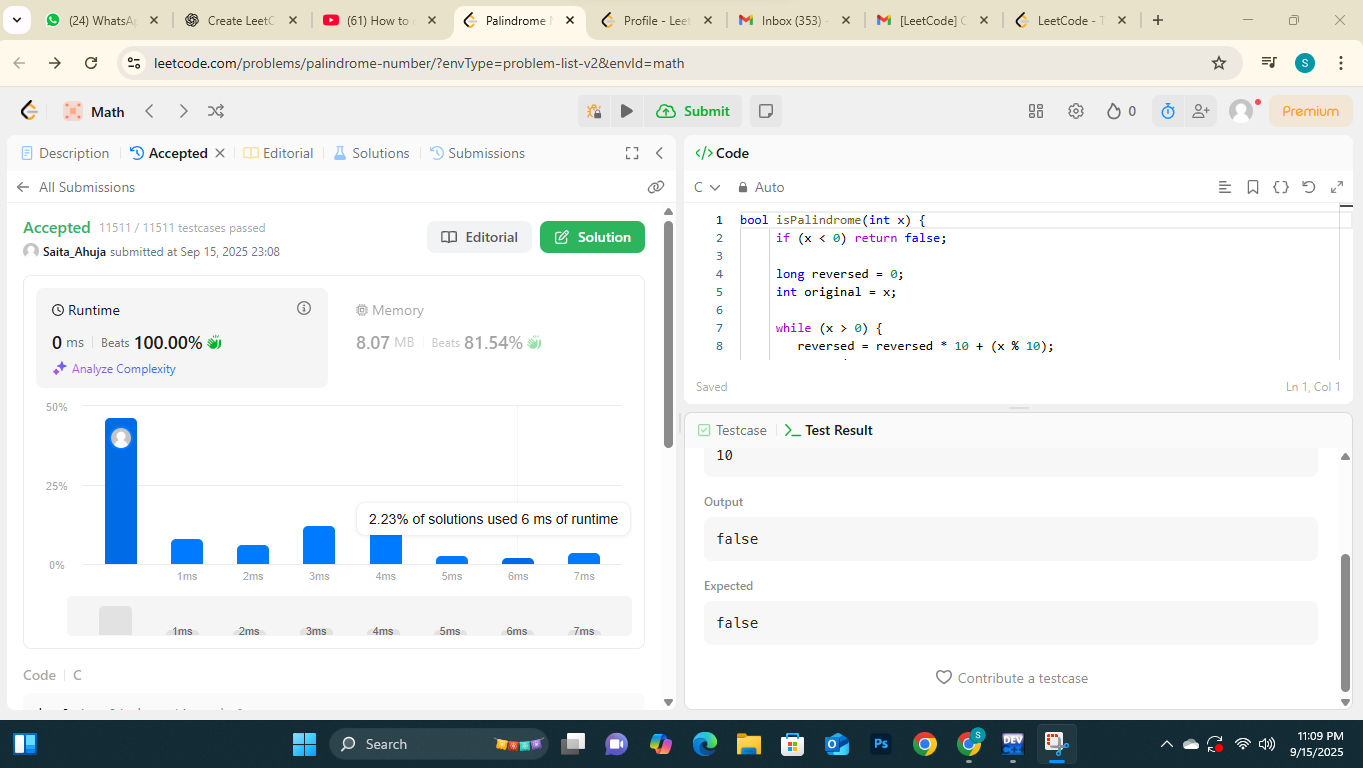 (24) WhatsA
Create LeetC
(61) How to c
Palindrome N
Profile - Leet
Inbox (353) -
[LeetCode] C
LeetCode - T
leetcode.com/problems/palindrome-number/?envType=problem-list-v2&envId=math
S
Math
Submit
0
Premium
Description
Accepted
Editorial
Solutions
Submissions
All Submissions
Accepted 11511 / 11511 testcases passed
Saita_Ahuja submitted at Sep 15, 2025 23:08
Editorial
Solution
Runtime
0 ms Beats 100.00%
Analyze Complexity
Memory
8.07 MB Beats 81.54%
50%
25%
0%
2.23% of solutions used 6 ms of runtime
1ms 2ms 3ms 4ms 5ms 6ms 7ms
1ms 2ms 3ms 4ms 5ms 6ms 7ms
Code C
</> Code
C Auto
1 bool isPalindrome(int x) {
2 if (x < 0) return false;
3
4 long reversed = 0;
5 int original = x;
6
7 while (x > 0) {
8 reversed = reversed * 10 + (x % 10);
Saved
Ln 1, Col 1
Testcase
Test Result
10
Output
false
Expected
false
Contribute a testcase
Search
Ps
S
DEV
11:09 PM
9/15/2025